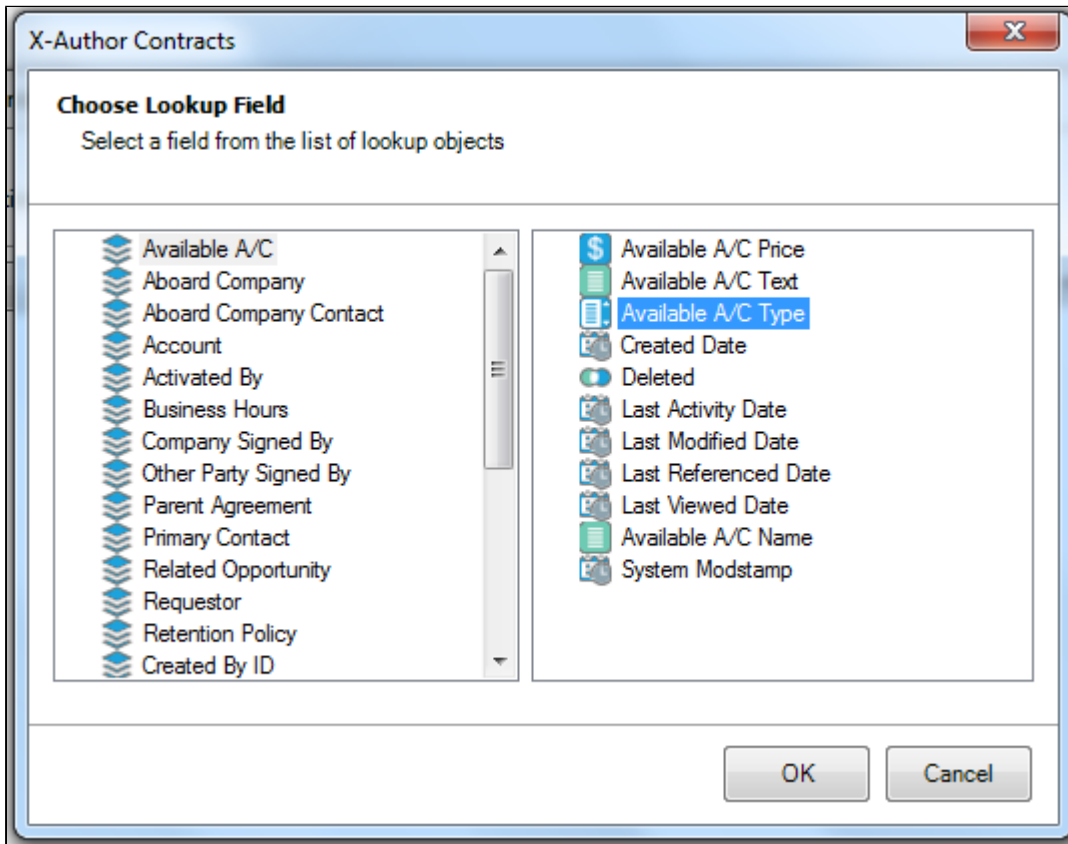 X-Author Contracts
Choose Lookup Field
Select a field from the list of lookup objects
Available A/C
Aboard Company
Aboard Company Contact
Account
Activated By
Business Hours
Company Signed By
Other Party Signed By
Parent Agreement
Primary Contact
Related Opportunity
Requestor
Retention Policy
Created By ID
Available A/C Price
Available A/C Text
Available A/C Type
Created Date
Deleted
Last Activity Date
Last Modified Date
Last Referenced Date
Last Viewed Date
Available A/C Name
System Modstamp
OK
Cancel